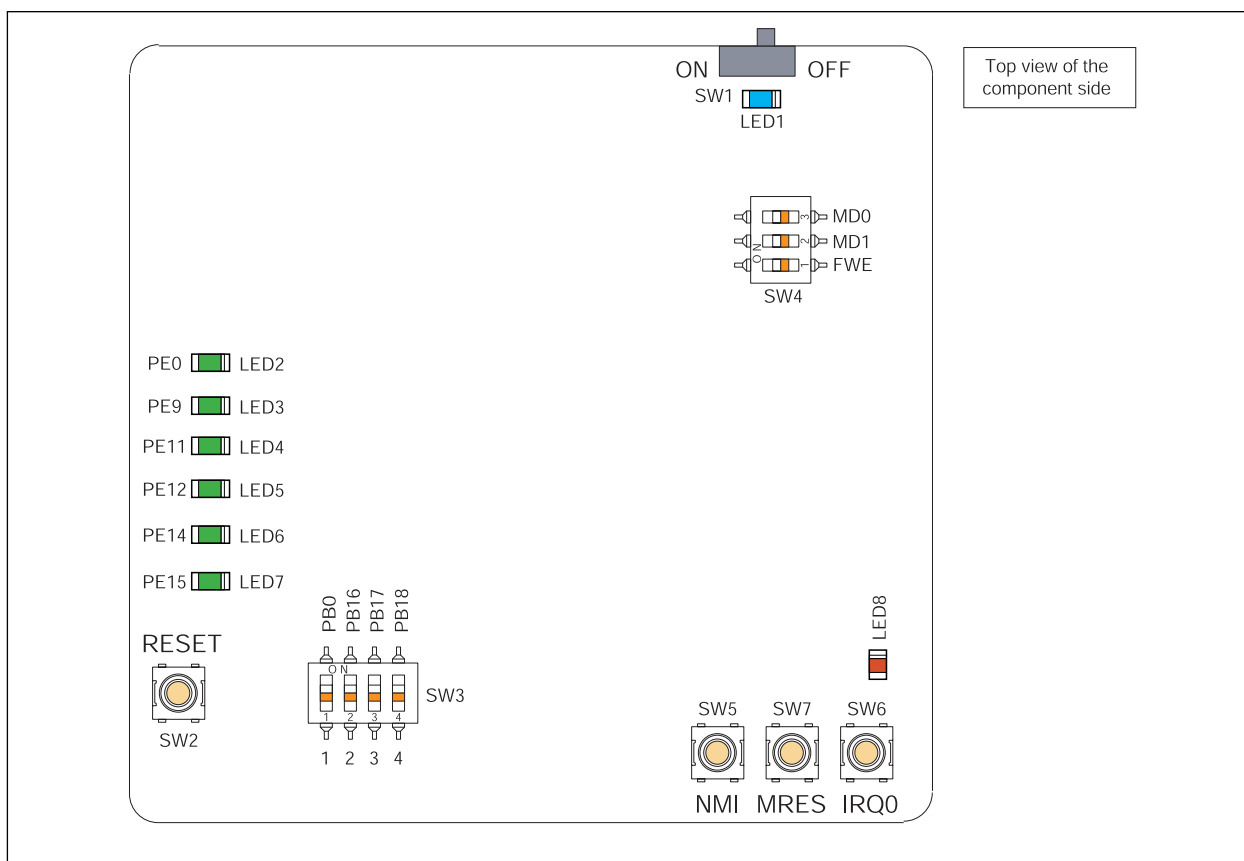 ON OFF
SW1
LED1
Top view of the
component side
3 MD0
2 MD1
1 FWE
ON
SW4
PE0 LED2
PE9 LED3
PE11 LED4
PE12 LED5
PE14 LED6
PE15 LED7
RESET
SW2
PB0 PB16 PB17 PB18
ON
1 2 3 4
SW3
1 2 3 4
LED8
SW5 SW7 SW6
NMI MRES IRQ0